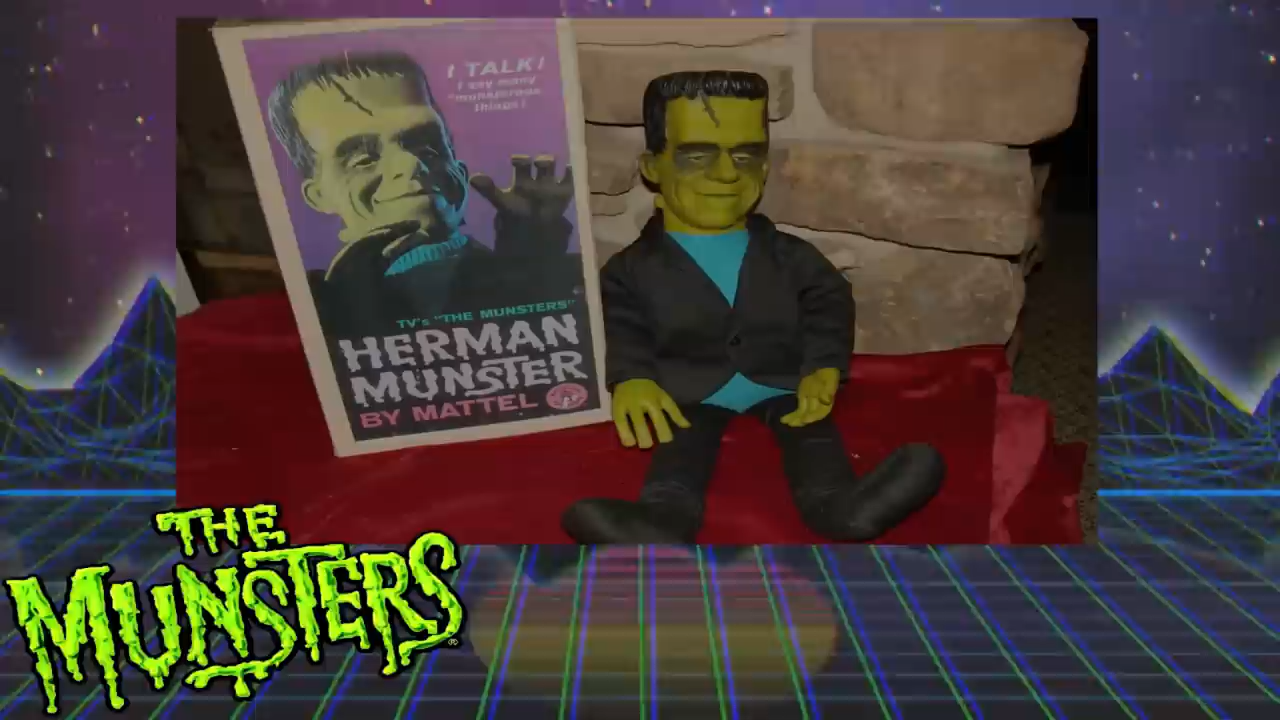 I TALK!
I say many
"munsterous
things!
TV's "THE MUNSTERS"
HERMAN
MUNSTER
BY MATTEL
THE
MUNSTERS
®